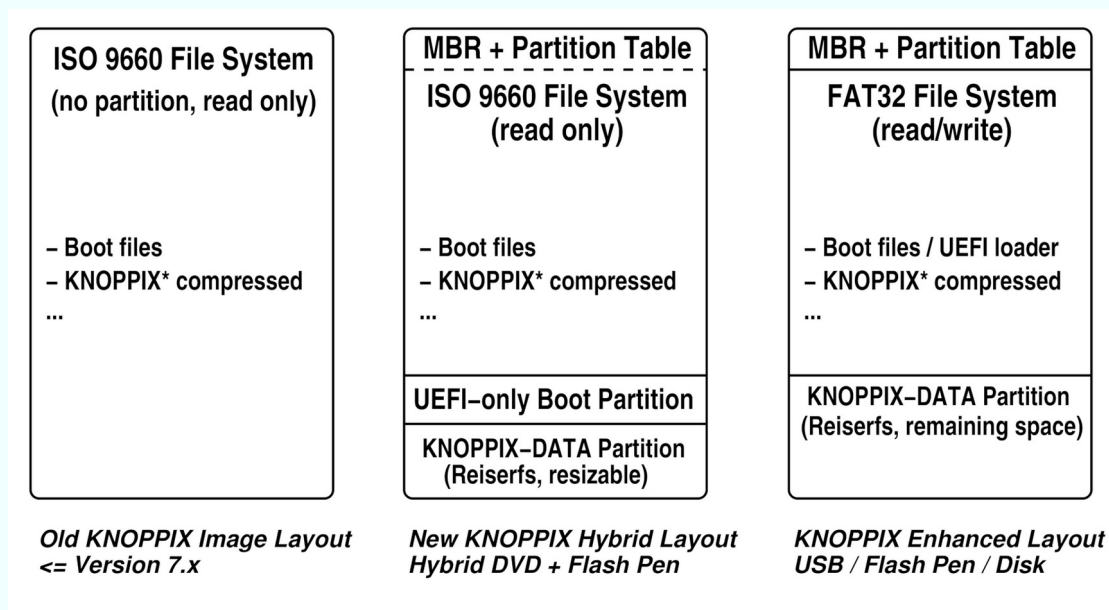 ISO 9660 File System
(no partition, read only)
– Boot files
– KNOPPIX* compressed
...
Old KNOPPIX Image Layout
<= Version 7.x
MBR + Partition Table
ISO 9660 File System
(read only)
– Boot files
– KNOPPIX* compressed
...
UEFI–only Boot Partition
KNOPPIX–DATA Partition
(Reiserfs, resizable)
New KNOPPIX Hybrid Layout
Hybrid DVD + Flash Pen
MBR + Partition Table
FAT32 File System
(read/write)
– Boot files / UEFI loader
– KNOPPIX* compressed
...
KNOPPIX–DATA Partition
(Reiserfs, remaining space)
KNOPPIX Enhanced Layout
USB / Flash Pen / Disk